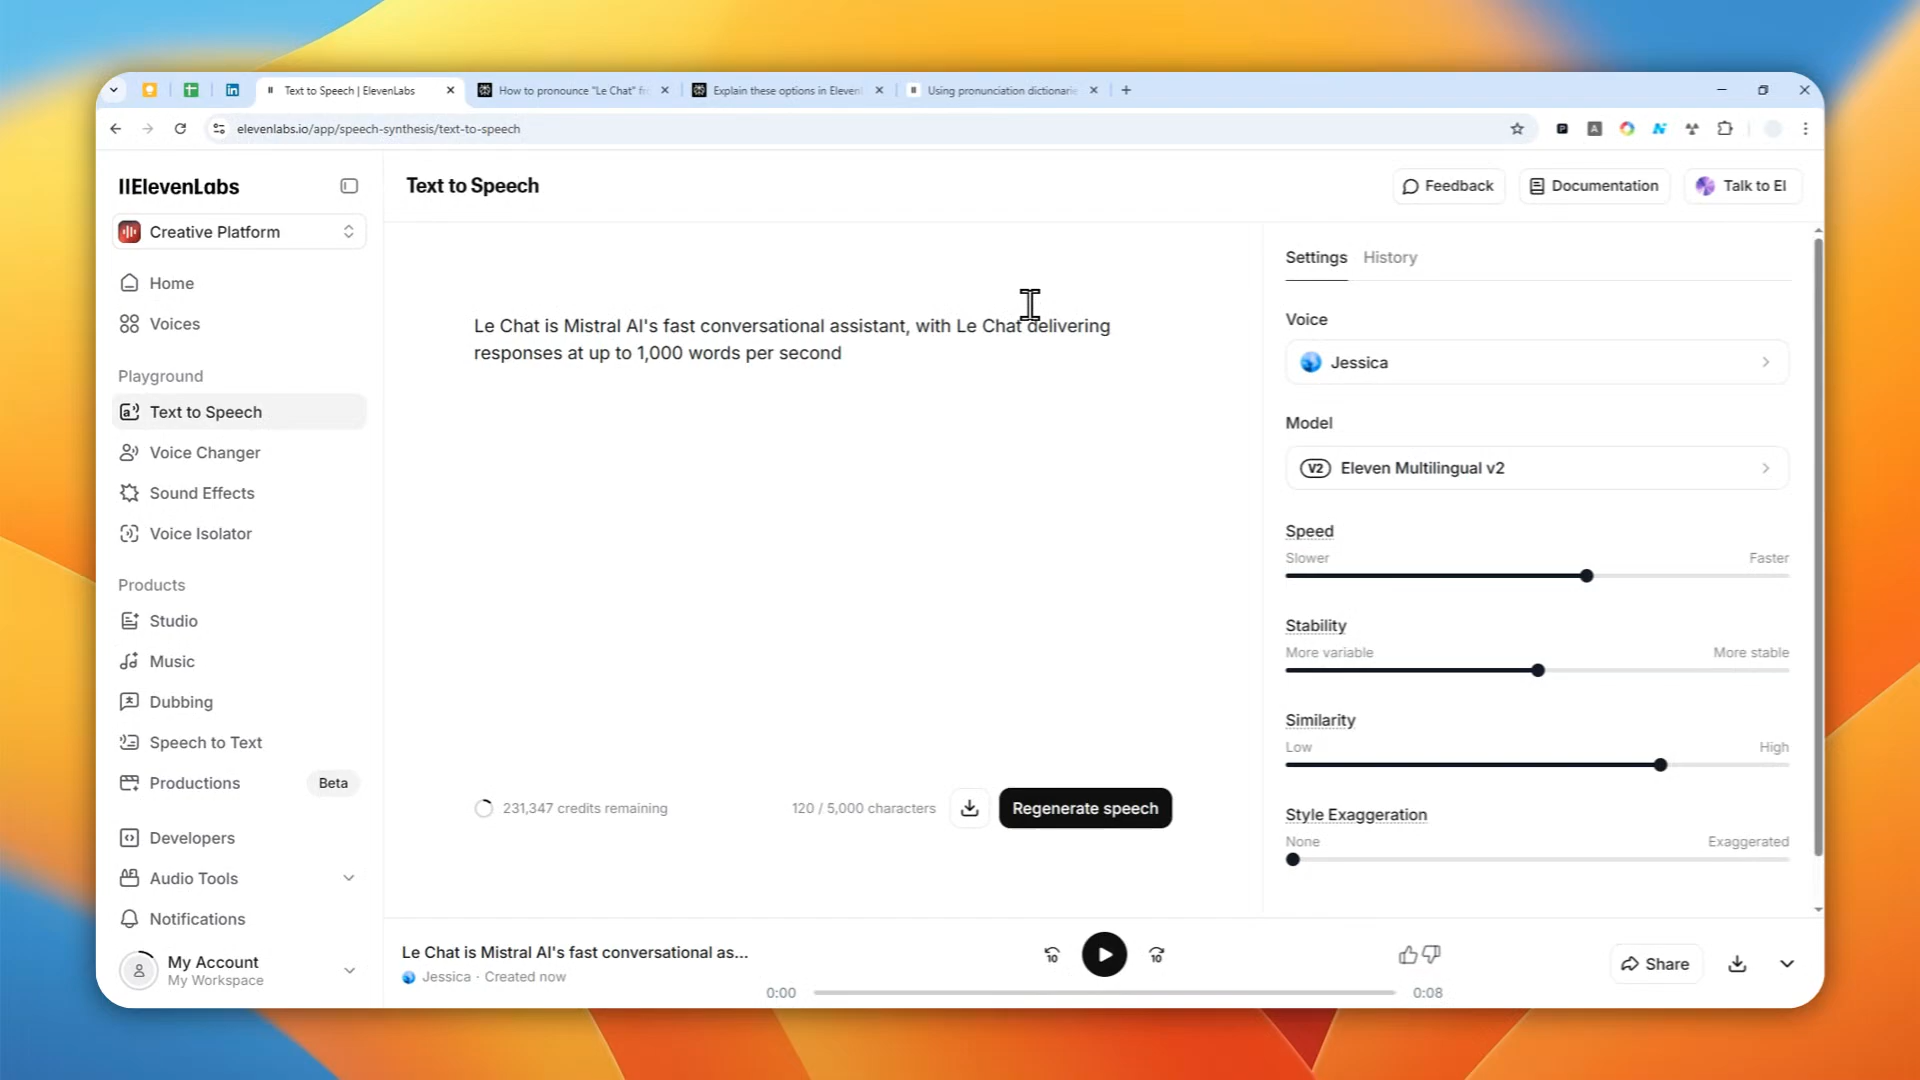 Text to Speech | ElevenLabs
How to pronounce "Le Chat" fr
Explain these options in Eleven
Using pronunciation dictionarie
elevenlabs.io/app/speech-synthesis/text-to-speech
IIElevenLabs
Creative Platform
Home
Voices
Playground
Text to Speech
Voice Changer
Sound Effects
Voice Isolator
Products
Studio
Music
Dubbing
Speech to Text
Productions Beta
Developers
Audio Tools
Notifications
My Account
My Workspace
Text to Speech
Feedback
Documentation
Talk to El
Le Chat is Mistral AI's fast conversational assistant, with Le Chat delivering
responses at up to 1,000 words per second
231,347 credits remaining
120 / 5,000 characters
Regenerate speech
Settings History
Voice
Jessica
Model
V2 Eleven Multilingual v2
Speed
Slower Faster
Stability
More variable More stable
Similarity
Low High
Style Exaggeration
None Exaggerated
Le Chat is Mistral AI's fast conversational as...
Jessica · Created now
10
10
0:00
0:08
Share